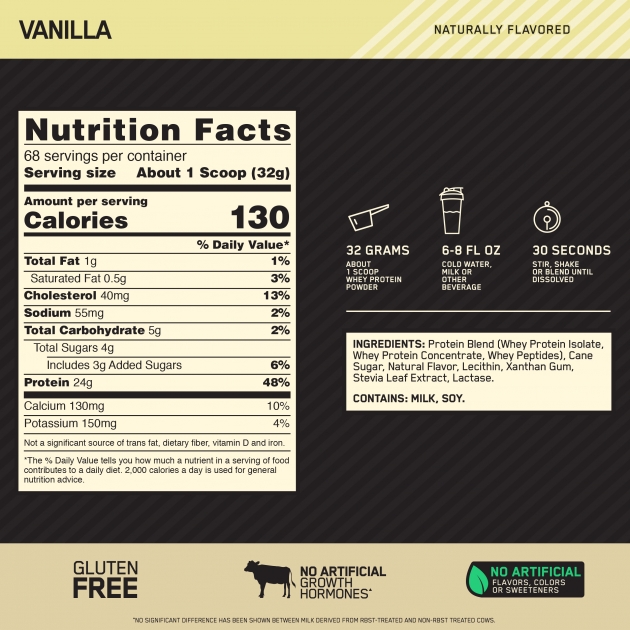 VANILLA
NATURALLY FLAVORED
Nutrition Facts
68 servings per container
Serving size About 1 Scoop (32g)
Amount per serving
Calories 130
% Daily Value*
Total Fat 1g 1%
Saturated Fat 0.5g 3%
Cholesterol 40mg 13%
Sodium 55mg 2%
Total Carbohydrate 5g 2%
Total Sugars 4g
Includes 3g Added Sugars 6%
Protein 24g 48%
Calcium 130mg 10%
Potassium 150mg 4%
Not a significant source of trans fat, dietary fiber, vitamin D and iron.
*The % Daily Value tells you how much a nutrient in a serving of food
contributes to a daily diet. 2,000 calories a day is used for general
nutrition advice.
32 GRAMS
ABOUT
1 SCOOP
WHEY PROTEIN
POWDER
6-8 FL OZ
COLD WATER,
MILK OR
OTHER
BEVERAGE
30 SECONDS
STIR, SHAKE
OR BLEND UNTIL
DISSOLVED
INGREDIENTS: Protein Blend (Whey Protein Isolate,
Whey Protein Concentrate, Whey Peptides), Cane
Sugar, Natural Flavor, Lecithin, Xanthan Gum,
Stevia Leaf Extract, Lactase.
CONTAINS: MILK, SOY.
GLUTEN
FREE
NO ARTIFICIAL
GROWTH
HORMONES*
NO ARTIFICIAL
FLAVORS, COLORS
OR SWEETENERS
*NO SIGNIFICANT DIFFERENCE HAS BEEN SHOWN BETWEEN MILK DERIVED FROM RBST-TREATED AND NON-RBST TREATED COWS.